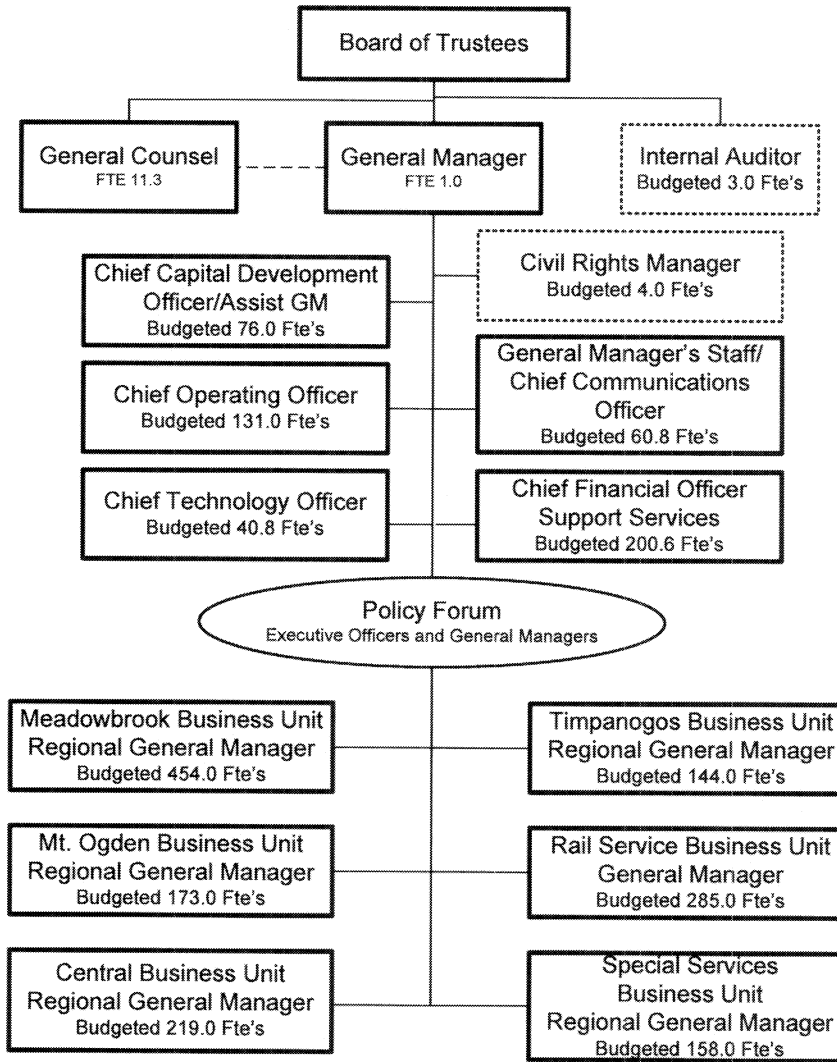 Board of Trustees
General Counsel
FTE 11.3
General Manager
FTE 1.0
Internal Auditor
Budgeted 3.0 Fte's
Chief Capital Development
Officer/Assist GM
Budgeted 76.0 Fte's
Civil Rights Manager
Budgeted 4.0 Fte's
Chief Operating Officer
Budgeted 131.0 Fte's
General Manager's Staff/
Chief Communications
Officer
Budgeted 60.8 Fte's
Chief Technology Officer
Budgeted 40.8 Fte's
Chief Financial Officer
Support Services
Budgeted 200.6 Fte's
Policy Forum
Executive Officers and General Managers
Meadowbrook Business Unit
Regional General Manager
Budgeted 454.0 Fte's
Timpanogos Business Unit
Regional General Manager
Budgeted 144.0 Fte's
Mt. Ogden Business Unit
Regional General Manager
Budgeted 173.0 Fte's
Rail Service Business Unit
General Manager
Budgeted 285.0 Fte's
Central Business Unit
Regional General Manager
Budgeted 219.0 Fte's
Special Services
Business Unit
Regional General Manager
Budgeted 158.0 Fte's